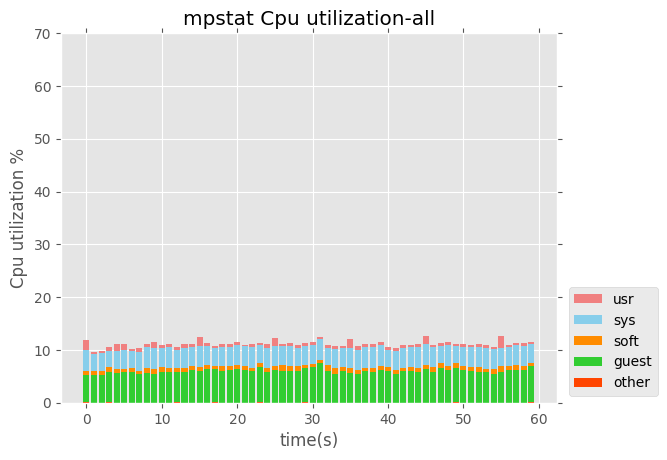 mpstat Cpu utilization-all
Cpu utilization %
70
60
50
40
30
20
10
0
0 10 20 30 40 50 60
time(s)
usr
sys
soft
guest
other